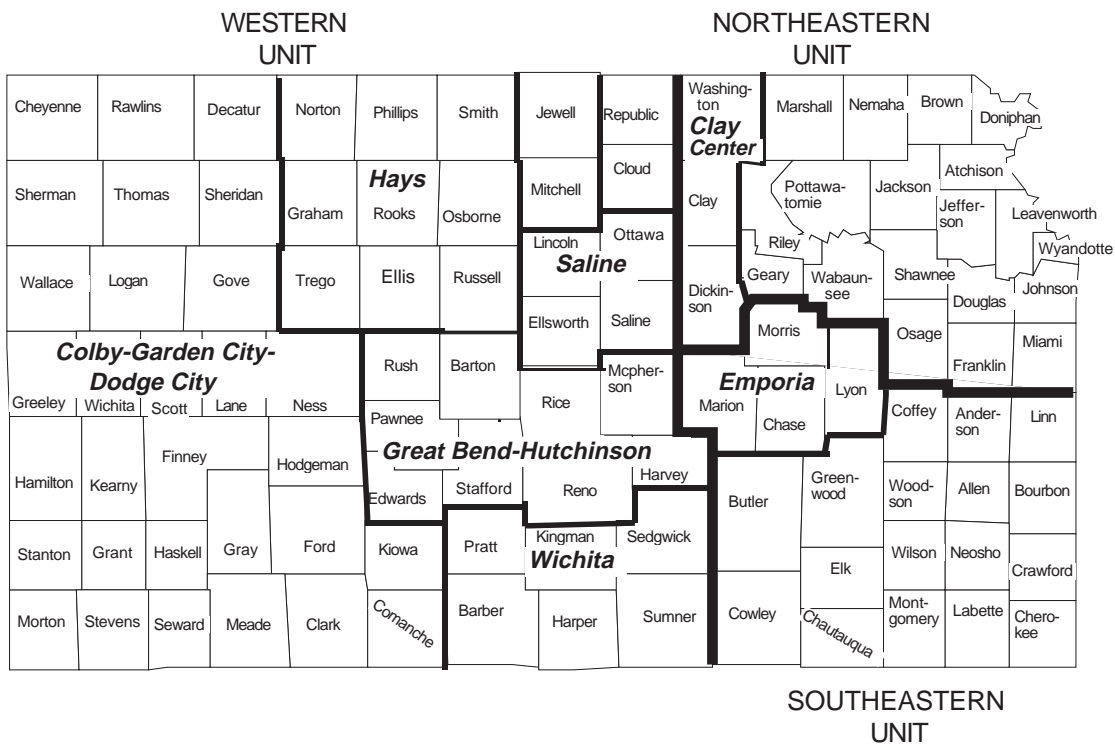 WESTERN
UNIT
NORTHEASTERN
UNIT
Cheyenne
Rawlins
Decatur
Norton
Phillips
Smith
Jewell
Republic
Washing-
ton
Clay
Center
Marshall
Nemaha
Brown
Doniphan
Sherman
Thomas
Sheridan
Hays
Graham
Rooks
Osborne
Mitchell
Cloud
Clay
Pottawa-
tomie
Jackson
Atchison
Jeffer-
son
Leavenworth
Wyandotte
Wallace
Logan
Gove
Trego
Ellis
Russell
Lincoln
Ottawa
Saline
Ellsworth
Saline
Dickin-
son
Riley
Geary
Wabaun-
see
Shawnee
Douglas
Johnson
Colby-Garden City-
Dodge City
Greeley
Wichita
Scott
Lane
Ness
Rush
Barton
Rice
Mcpher-
son
Morris
Emporia
Marion
Chase
Lyon
Osage
Franklin
Miami
Coffey
Ander-
son
Linn
Pawnee
Great Bend-Hutchinson
Hamilton
Kearny
Finney
Hodgeman
Edwards
Stafford
Reno
Harvey
Butler
Green-
wood
Wood-
son
Allen
Bourbon
Stanton
Grant
Haskell
Gray
Ford
Kiowa
Pratt
Kingman
Wichita
Sedgwick
Elk
Wilson
Neosho
Crawford
Morton
Stevens
Seward
Meade
Clark
Comanche
Barber
Harper
Sumner
Cowley
Chautauqua
Mont-
gomery
Labette
Chero-
kee
SOUTHEASTERN
UNIT